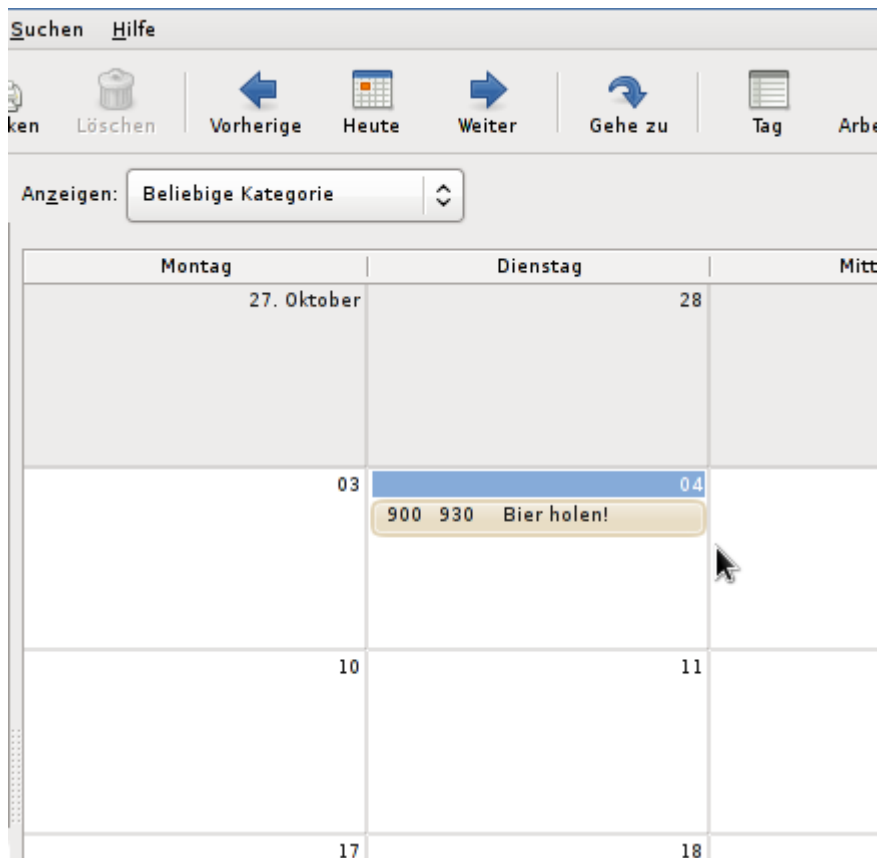 Suchen Hilfe
ken Löschen Vorherige Heute Weiter Gehe zu Tag Arbe
Anzeigen: Beliebige Kategorie
Montag Dienstag Mitt
27. Oktober 28
03 04
900 930 Bier holen!
10 11
17 18